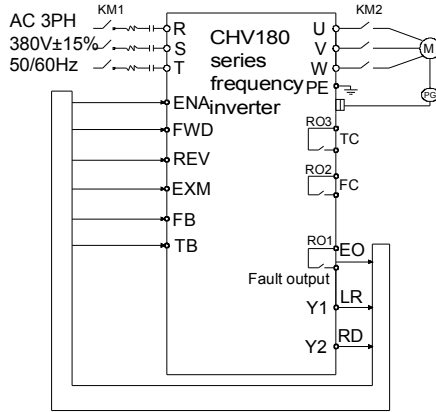 AC 3PH
380V±15%
50/60Hz
KM1
R
S
T
CHV180
series
frequency
inverter
U
V
W
PE
KM2
M
PG
ENA
FWD
REV
EXM
FB
TB
RO3
TC
RO2
FC
RO1
EO
Fault output
Y1
LR
Y2
RD